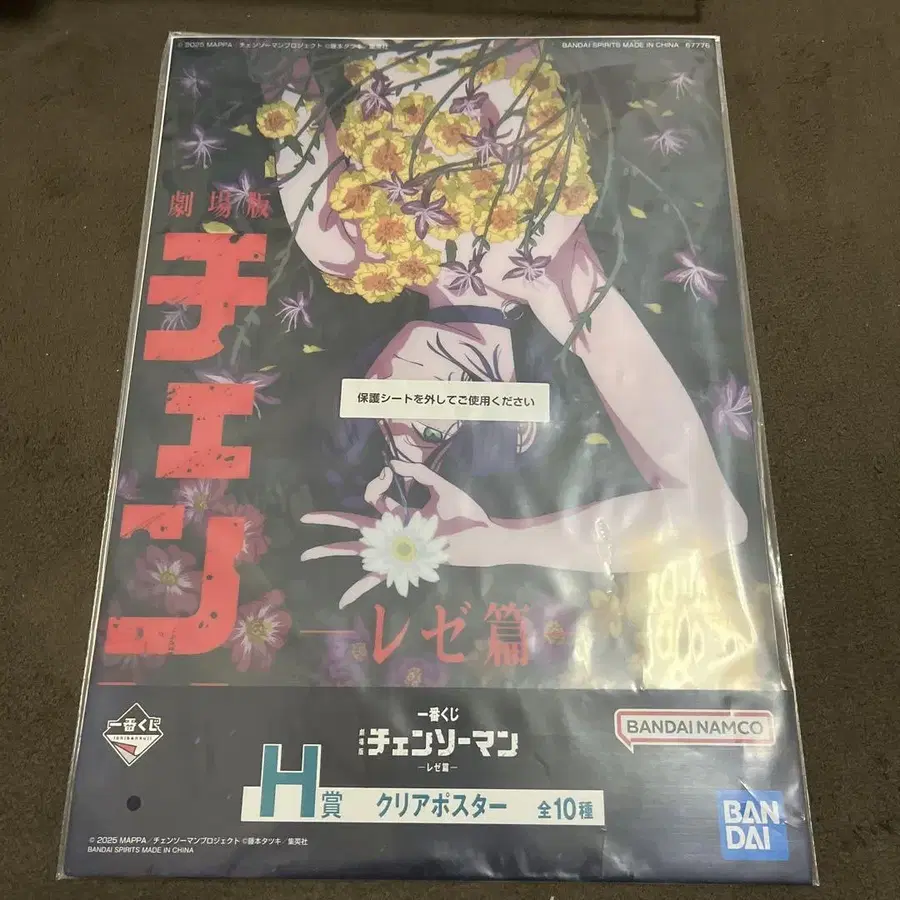 © 2025 MAPPA／チェンソーマンプロジェクト ©藤本タツキ／集英社
BANDAI SPIRITS MADE IN CHINA 67776
劇場版
チェン
保護シートを外してご使用ください
レゼ篇
一番くじ
ICHIBANKUJI
一番くじ
劇場版 チェンソーマン
―レゼ篇―
BANDAI NAMCO
H賞 クリアポスター 全10種
BAN
DAI
© 2025 MAPPA／チェンソーマンプロジェクト ©藤本タツキ／集英社
BANDAI SPIRITS MADE IN CHINA